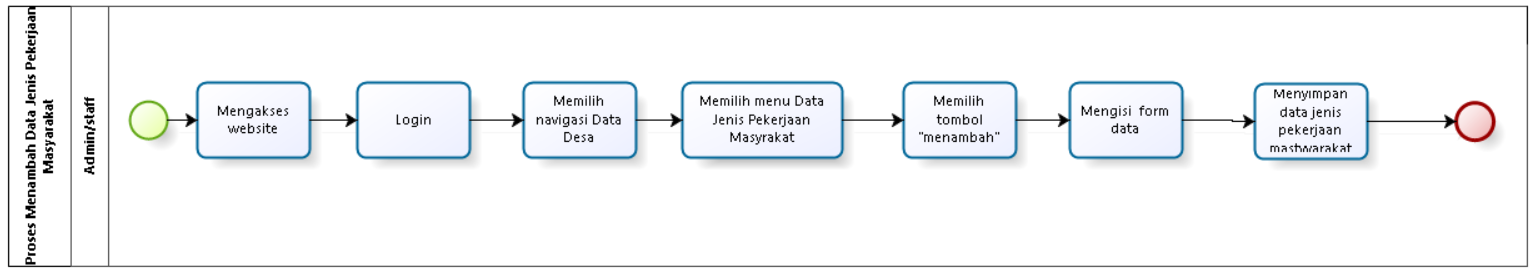 Proses Menambah Data Jenis Pekerjaan
Masyarakat
Admin/staff
Mengakses
website
Login
Memilih
navigasi Data
Desa
Memilih menu Data
Jenis Pekerjaan
Masyrakat
Memilih
tombol
"menambah"
Mengisi form
data
Menyimpan
data jenis
pekerjaan
mastwarakat